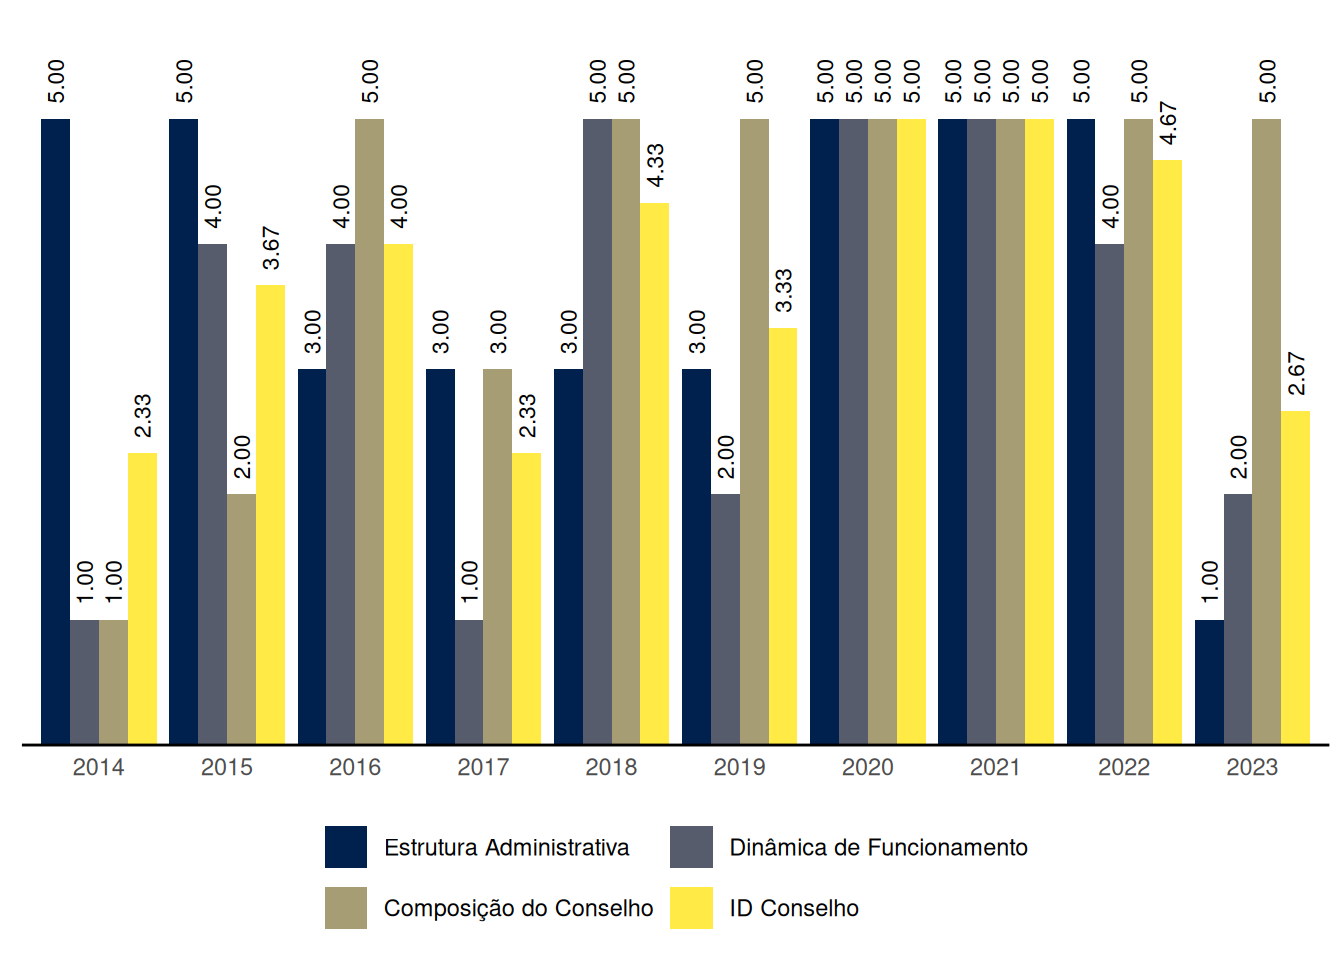 5.00 1.00 1.00 2.33 5.00 4.00 2.00 3.67 3.00 4.00 5.00 4.00 3.00 1.00 3.00 2.33 3.00 5.00 5.00 4.33 3.00 2.00 5.00 3.33 5.00 5.00 5.00 5.00 5.00 5.00 5.00 5.00 5.00 4.00 5.00 4.67 1.00 2.00 5.00 2.67
2014 2015 2016 2017 2018 2019 2020 2021 2022 2023
Estrutura Administrativa Dinâmica de Funcionamento
Composição do Conselho ID Conselho